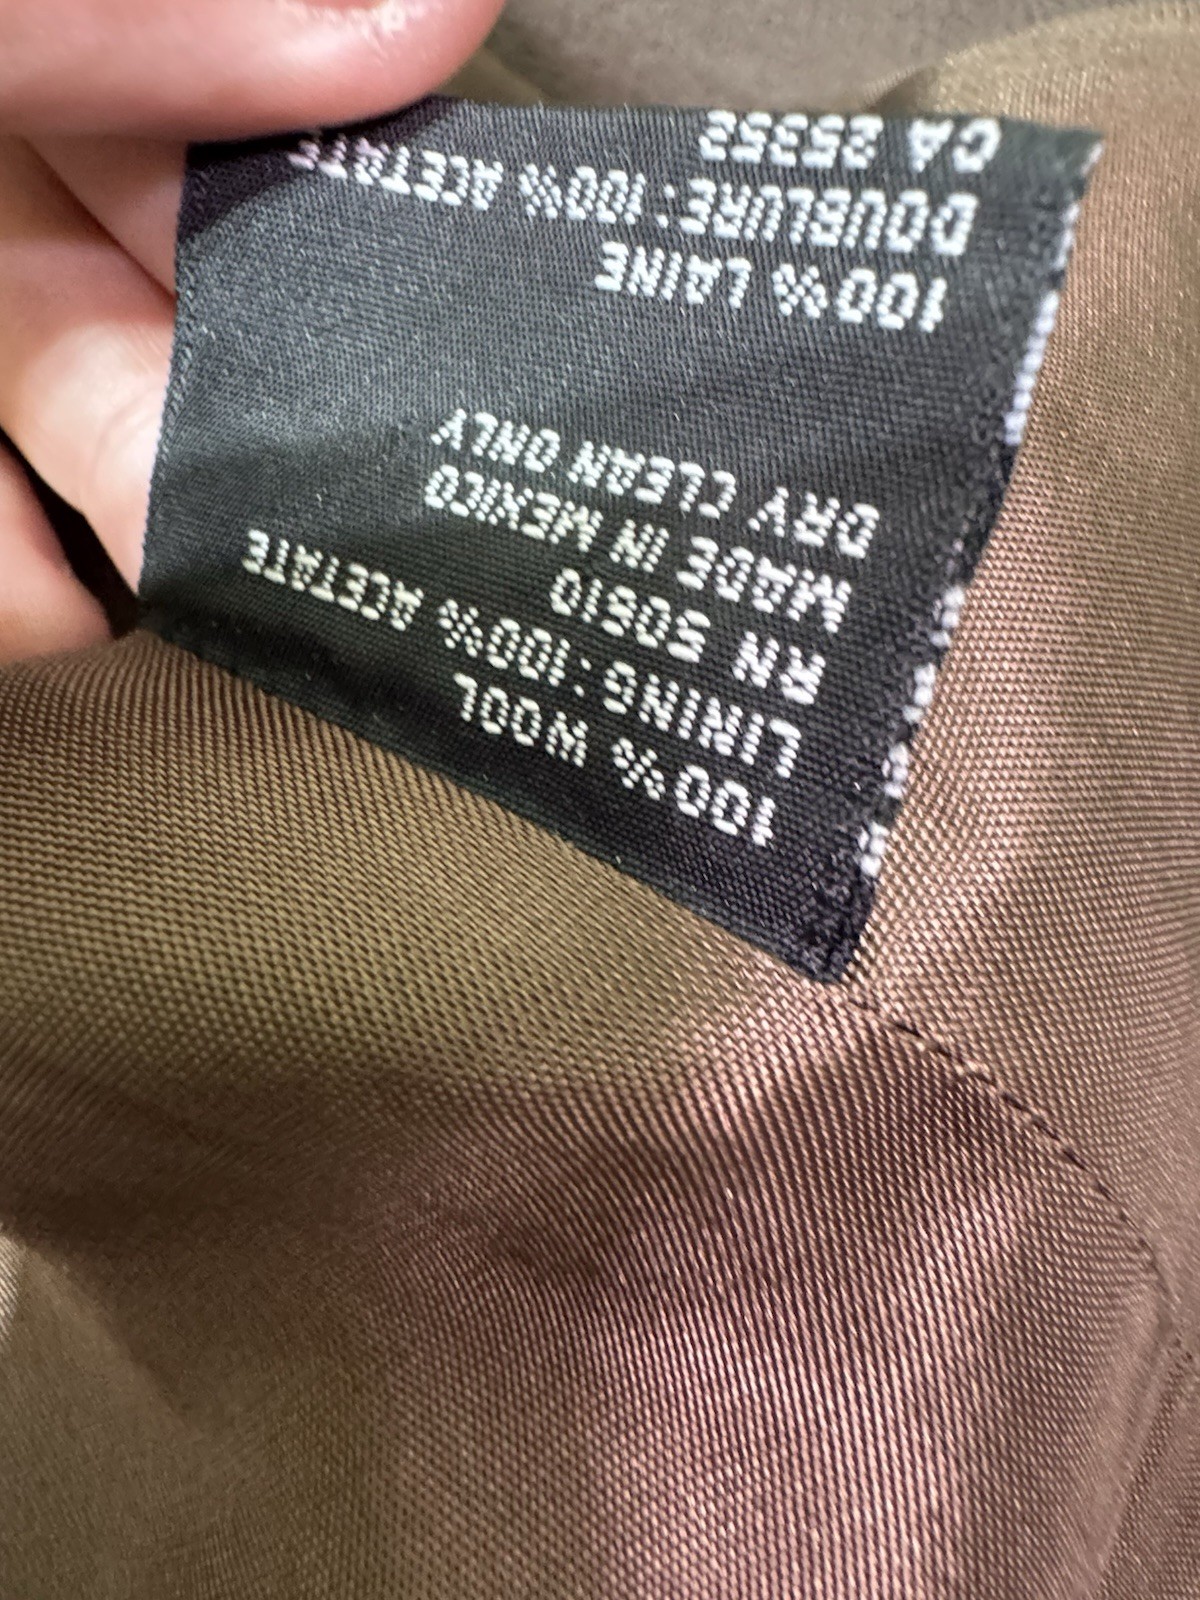 100% WOOL
LINING: 100% ACETATE
RN 50610
MADE IN MEXICO
DRY CLEAN ONLY
100% LAINE
DOUBLURE: 100% ACETATE
CA 25352